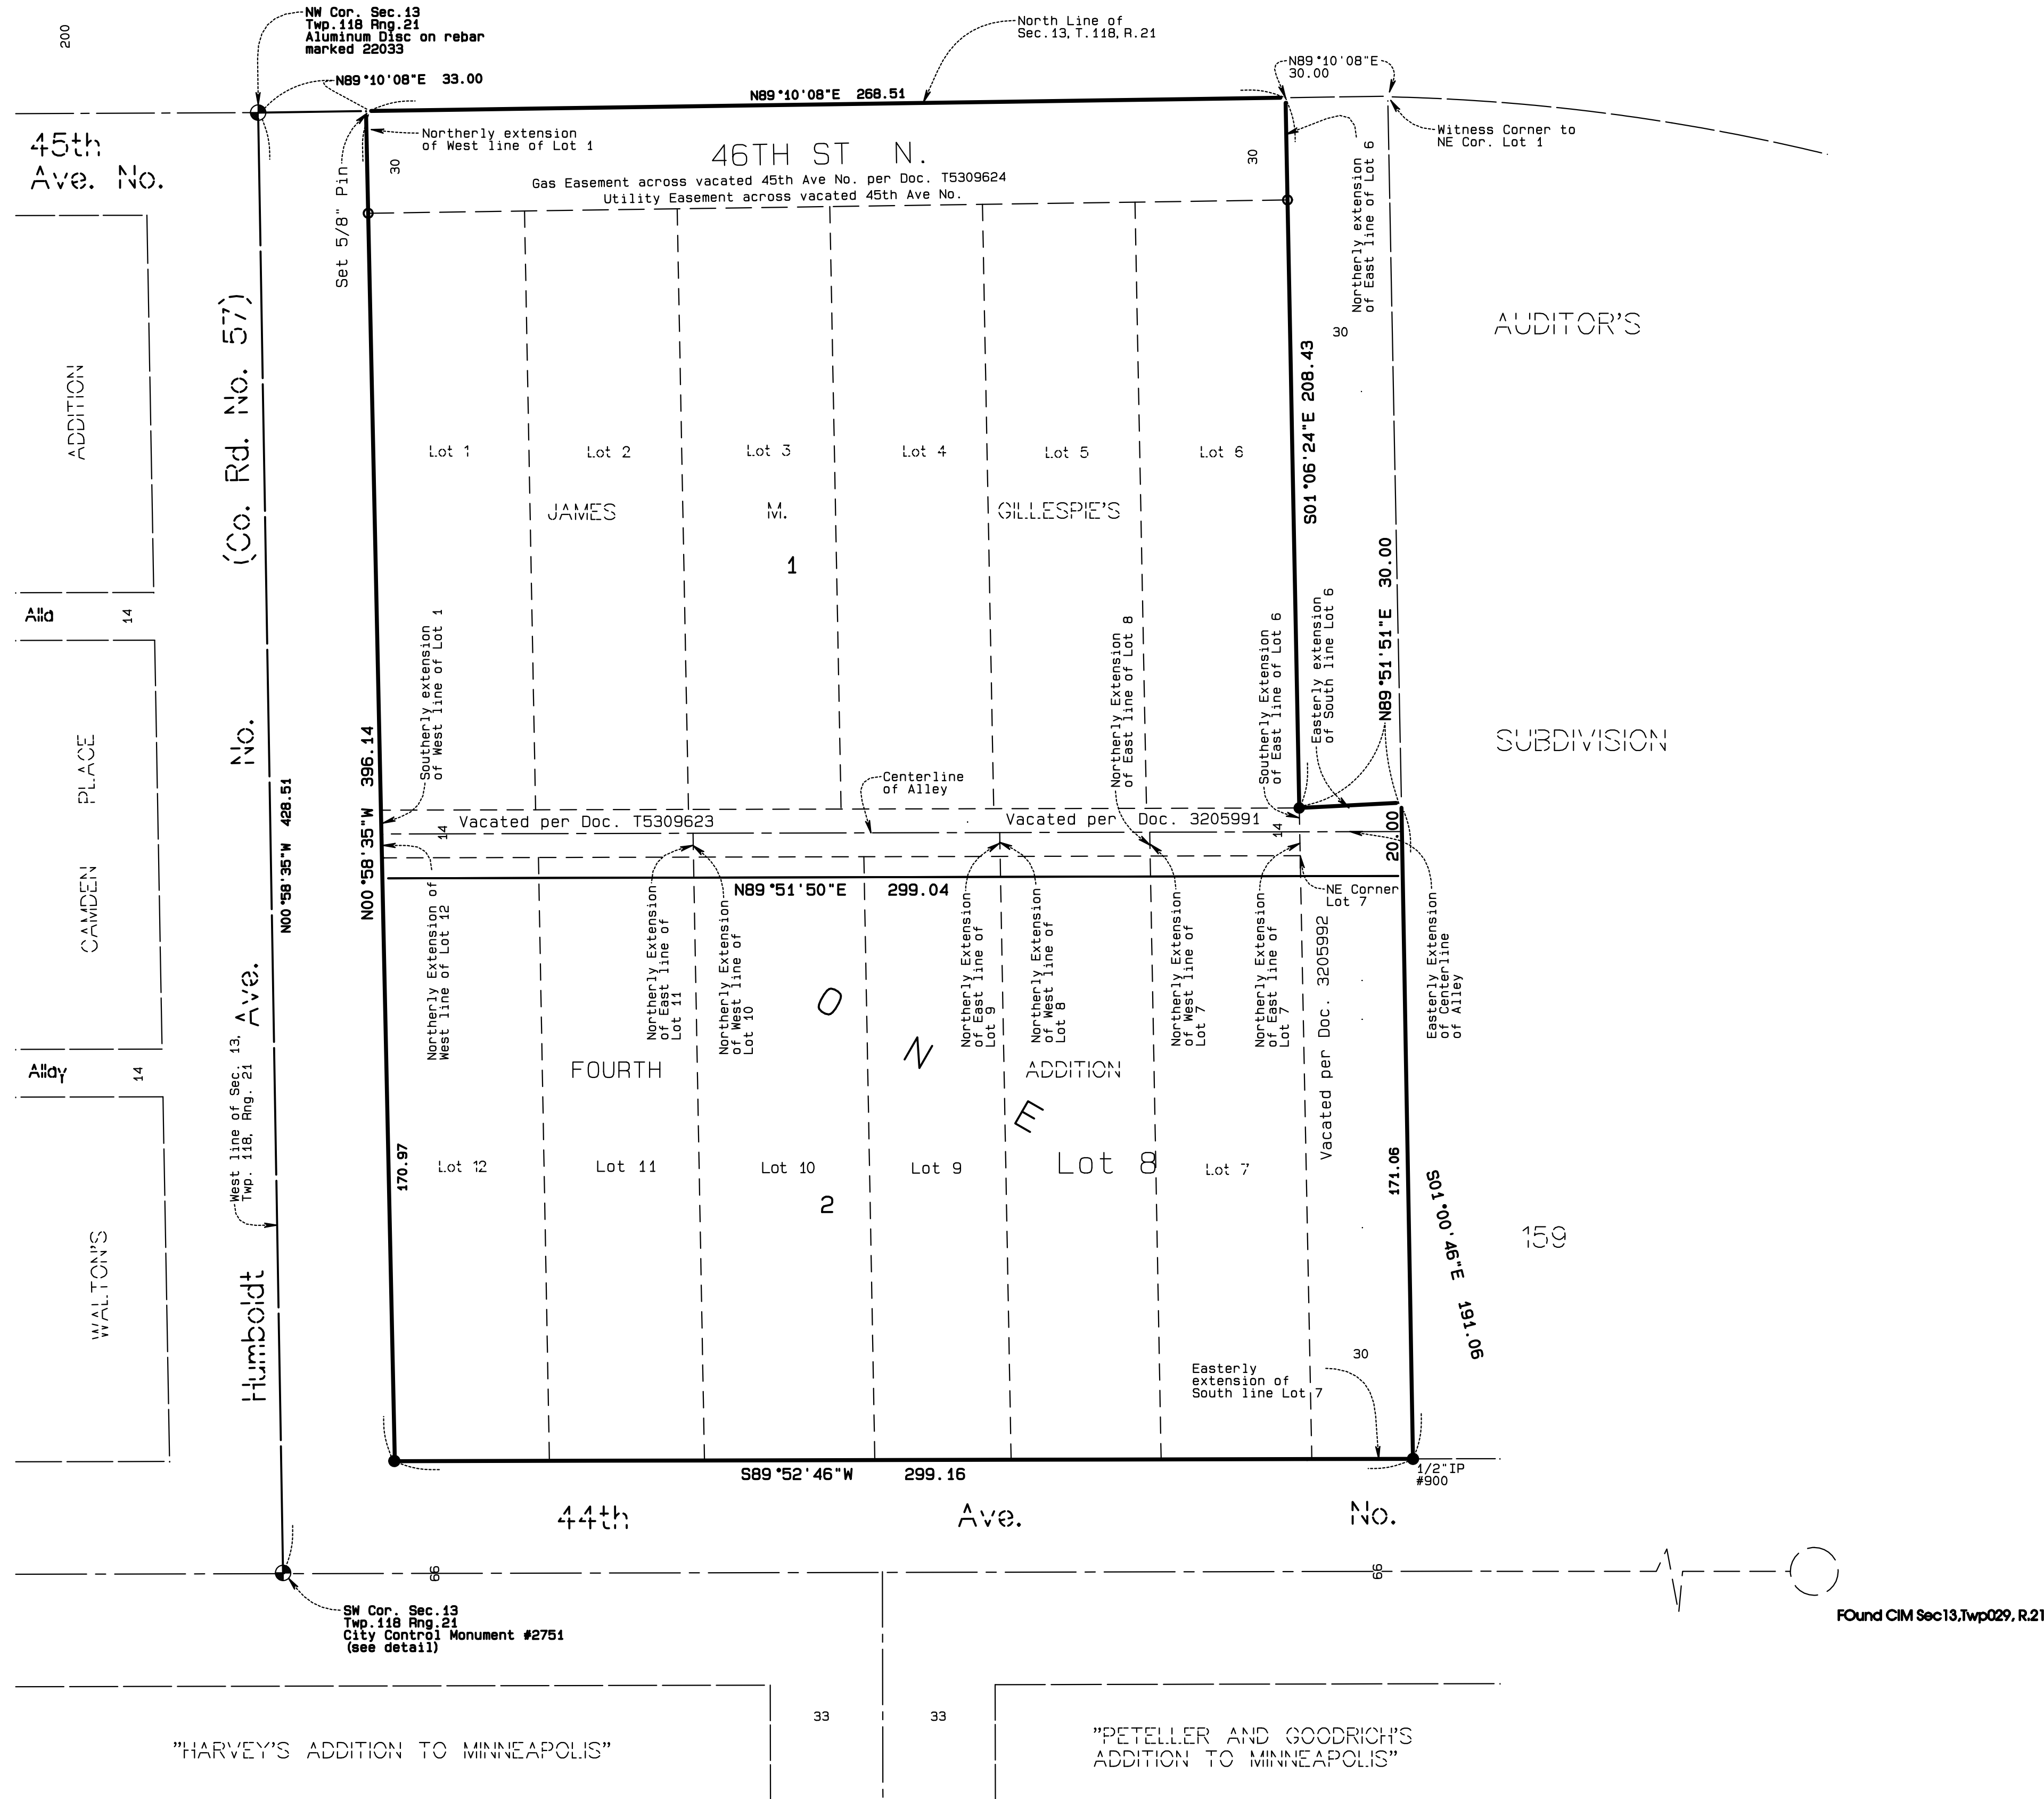 200
NW Cor. Sec.13
Twp.118 Rng.21
Aluminum Disc on rebar
marked 22033
North Line of
Sec.13, T.118, R.21
N89°10'08"E 33.00
N89°10'08"E 268.51
N89°10'08"E
30.00
45th
Ave. No.
Northerly extension
of West line of Lot 1
30
46TH ST N.
30
Witness Corner to
NE Cor. Lot 1
Gas Easement across vacated 45th Ave No. per Doc. T5309624
Utility Easement across vacated 45th Ave No.
Set 5/8" Pin
Northerly extension
of East line of Lot 6
30
AUDITOR'S
(Co. Rd. No. 57)
ADDITION
S01°06'24"E 208.43
Lot 1
Lot 2
Lot 3
Lot 4
Lot 5
Lot 6
JAMES
M.
GILLESPIE'S
1
Alla
14
N89°51'51"E 30.00
Southerly extension
of West line of Lot 1
Northerly Extension
of East line of Lot 8
Southerly Extension
of East line of Lot 6
Easterly extension
of South line Lot 6
SUBDIVISION
No.
PLACE
CAMDEN
N00°58'35"W 428.51
N00°58'35"W 396.14
Centerline
of Alley
Vacated per Doc. T5309623
Vacated per Doc. 3205991
14
14
20.00
N89°51'50"E 299.04
NE Corner
Lot 7
Northerly Extension of
West line of Lot 12
Northerly Extension
of East line of
Lot 11
Northerly Extension
of West line of
Lot 10
Northerly Extension
of East line of
Lot 9
Northerly Extension
of West line of
Lot 8
Northerly Extension
of West line of
Lot 7
Northerly Extension
of East line of
Lot 7
Vacated per Doc. 3205992
Easterly Extension
of Centerline
of Alley
Ave.
O
N
E
Allay
14
FOURTH
ADDITION
West line of Sec. 13,
Twp. 118, Rng. 21
170.97
Lot 12
Lot 11
Lot 10
Lot 9
Lot 8
Lot 7
171.06
S01°00'46"E 191.06
2
159
WALTON'S
Humboldt
30
Easterly
extension of
South line Lot 7
S89°52'46"W 299.16
1/2"IP
#900
44th
Ave.
No.
66
66
SW Cor. Sec.13
Twp.118 Rng.21
City Control Monument #2751
(see detail)
FOund CIM Sec13,Twp029, R.21
33
33
"HARVEY'S ADDITION TO MINNEAPOLIS"
"PETELLER AND GOODRICH'S
ADDITION TO MINNEAPOLIS"